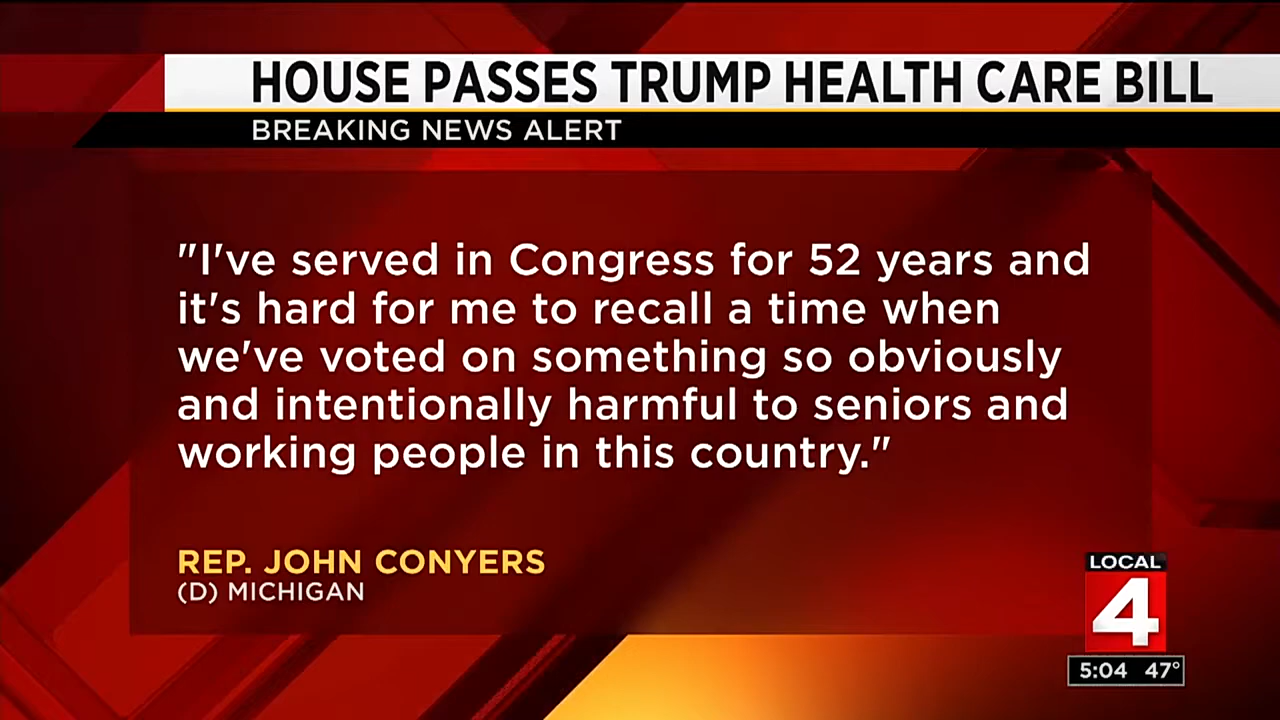 HOUSE PASSES TRUMP HEALTH CARE BILL
BREAKING NEWS ALERT
"I've served in Congress for 52 years and
it's hard for me to recall a time when
we've voted on something so obviously
and intentionally harmful to seniors and
working people in this country."
REP. JOHN CONYERS
(D) MICHIGAN
LOCAL
4
5:04 47°